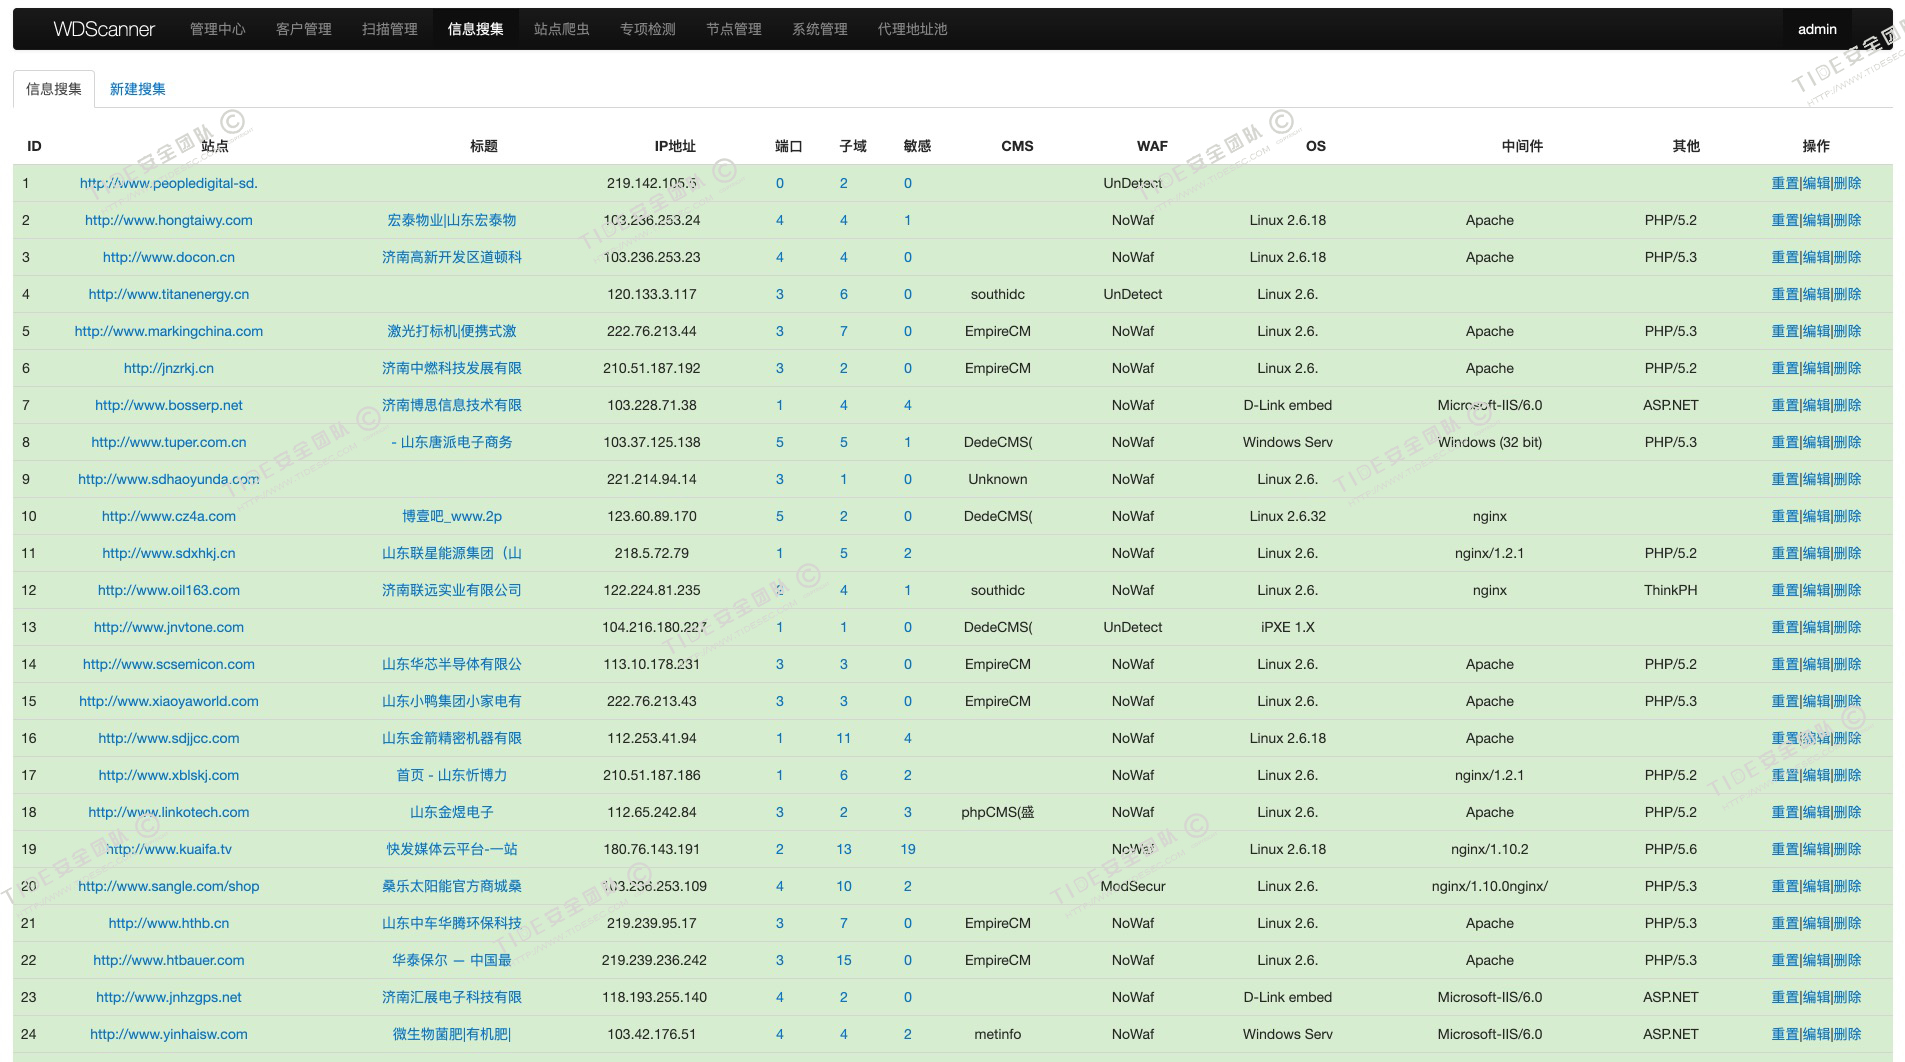 WDScanner 管理中心 客户管理 扫描管理 信息搜集 站点爬虫 专项检测 节点管理 系统管理 代理地址池 admin
信息搜集 新建搜集
ID 站点 标题 IP地址 端口 子域 敏感 CMS WAF OS 中间件 其他 操作
1 http://www.peopledigital-sd. 219.142.105.6 0 2 0 UnDetect 重置|编辑|删除
2 http://www.hongtaiwy.com 宏泰物业|山东宏泰物 103.236.253.24 4 4 1 NoWaf Linux 2.6.18 Apache PHP/5.2 重置|编辑|删除
3 http://www.docon.cn 济南高新开发区道顿科 103.236.253.23 4 4 0 NoWaf Linux 2.6.18 Apache PHP/5.3 重置|编辑|删除
4 http://www.titanenergy.cn 120.133.3.117 3 6 0 southidc UnDetect Linux 2.6. 重置|编辑|删除
5 http://www.markingchina.com 激光打标机|便携式激 222.76.213.44 3 7 0 EmpireCM NoWaf Linux 2.6. Apache PHP/5.3 重置|编辑|删除
6 http://jnzrkj.cn 济南中燃科技发展有限 210.51.187.192 3 2 0 EmpireCM NoWaf Linux 2.6. Apache PHP/5.2 重置|编辑|删除
7 http://www.bosserp.net 济南博思信息技术有限 103.228.71.38 1 4 4 NoWaf D-Link embed Microsoft-IIS/6.0 ASP.NET 重置|编辑|删除
8 http://www.tuper.com.cn - 山东唐派电子商务 103.37.125.138 5 5 1 DedeCMS( NoWaf Windows Serv Windows (32 bit) PHP/5.3 重置|编辑|删除
9 http://www.sdhaoyunda.com 221.214.94.14 3 1 0 Unknown NoWaf Linux 2.6. 重置|编辑|删除
10 http://www.cz4a.com 博壹吧_www.2p 123.60.89.170 5 2 0 DedeCMS( NoWaf Linux 2.6.32 nginx 重置|编辑|删除
11 http://www.sdxhkj.cn 山东联星能源集团（山 218.5.72.79 1 5 2 NoWaf Linux 2.6. nginx/1.2.1 PHP/5.2 重置|编辑|删除
12 http://www.oil163.com 济南联远实业有限公司 122.224.81.235 2 4 1 southidc NoWaf Linux 2.6. nginx ThinkPH 重置|编辑|删除
13 http://www.jnvtone.com 104.216.180.227 1 1 0 DedeCMS( UnDetect iPXE 1.X 重置|编辑|删除
14 http://www.scsemicon.com 山东华芯半导体有限公 113.10.178.231 3 3 0 EmpireCM NoWaf Linux 2.6. Apache PHP/5.2 重置|编辑|删除
15 http://www.xiaoyaworld.com 山东小鸭集团小家电有 222.76.213.43 3 3 0 EmpireCM NoWaf Linux 2.6. Apache PHP/5.3 重置|编辑|删除
16 http://www.sdjjcc.com 山东金箭精密机器有限 112.253.41.94 1 11 4 NoWaf Linux 2.6.18 Apache 重置|编辑|删除
17 http://www.xblskj.com 首页 - 山东忻博力 210.51.187.186 1 6 2 NoWaf Linux 2.6. nginx/1.2.1 PHP/5.2 重置|编辑|删除
18 http://www.linkotech.com 山东金煜电子 112.65.242.84 3 2 3 phpCMS(盛 NoWaf Linux 2.6. Apache PHP/5.2 重置|编辑|删除
19 http://www.kuaifa.tv 快发媒体云平台-一站 180.76.143.191 2 13 19 NoWaf Linux 2.6.18 nginx/1.10.2 PHP/5.6 重置|编辑|删除
20 http://www.sangle.com/shop 桑乐太阳能官方商城桑 103.236.253.109 4 10 2 ModSecur Linux 2.6. nginx/1.10.0nginx/ PHP/5.3 重置|编辑|删除
21 http://www.hthb.cn 山东中车华腾环保科技 219.239.95.17 3 7 0 EmpireCM NoWaf Linux 2.6. Apache PHP/5.3 重置|编辑|删除
22 http://www.htbauer.com 华泰保尔 — 中国最 219.239.236.242 3 15 0 EmpireCM NoWaf Linux 2.6. Apache PHP/5.3 重置|编辑|删除
23 http://www.jnhzgps.net 济南汇展电子科技有限 118.193.255.140 4 2 0 NoWaf D-Link embed Microsoft-IIS/6.0 ASP.NET 重置|编辑|删除
24 http://www.yinhaisw.com 微生物菌肥|有机肥| 103.42.176.51 4 4 2 metinfo NoWaf Windows Serv Microsoft-IIS/6.0 ASP.NET 重置|编辑|删除
TIDE安全团队 ©
HTTP://WWW.TIDESEC.COM